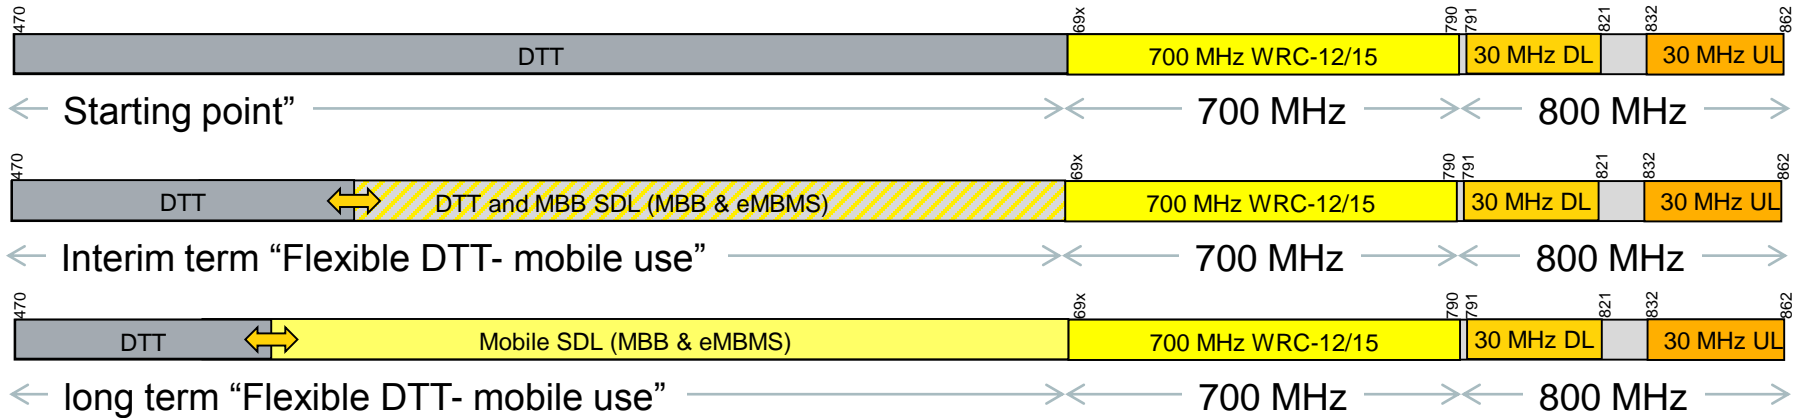 470 69x 790 791 821 832 862
DTT 700 MHz WRC-12/15 30 MHz DL 30 MHz UL
Starting point” 700 MHz 800 MHz
470 69x 790 791 821 832 862
DTT DTT and MBB SDL (MBB & eMBMS) 700 MHz WRC-12/15 30 MHz DL 30 MHz UL
Interim term “Flexible DTT- mobile use” 700 MHz 800 MHz
470 69x 790 791 821 832 862
DTT Mobile SDL (MBB & eMBMS) 700 MHz WRC-12/15 30 MHz DL 30 MHz UL
long term “Flexible DTT- mobile use” 700 MHz 800 MHz